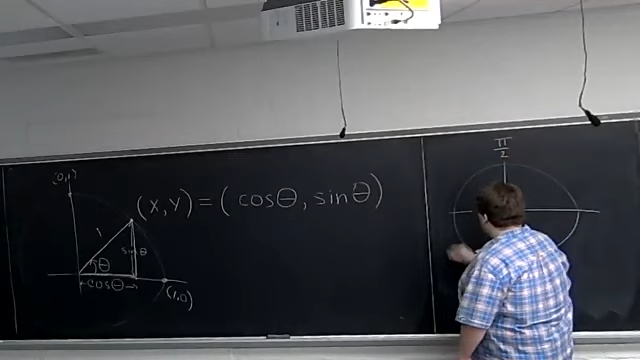 (0,1)
(x,y) = (cosθ, sinθ)
1
sinθ
θ
cosθ
(1,0)
π/2